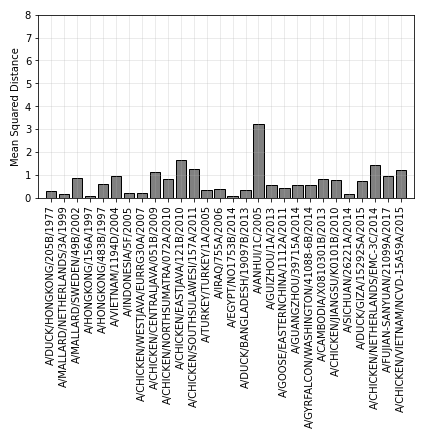 8
7
6
5
4
3
2
1
0
Mean Squared Distance
A/DUCK/HONGKONG/205B/1977
A/MALLARD/NETHERLANDS/3A/1999
A/MALLARD/SWEDEN/49B/2002
A/HONGKONG/156A/1997
A/HONGKONG/483B/1997
A/VIETNAM/1194D/2004
A/INDONESIA/5F/2005
A/CHICKEN/WESTJAVA/EURRG30A/2007
A/CHICKEN/CENTRALJAVA/051B/2009
A/CHICKEN/NORTHSUMATRA/072A/2010
A/CHICKEN/EASTJAVA/121B/2010
A/CHICKEN/SOUTHSULAWESI/157A/2011
A/TURKEY/TURKEY/1A/2005
A/IRAQ/755A/2006
A/EGYPT/NO1753B/2014
A/DUCK/BANGLADESH/19097B/2013
A/ANHUI/1C/2005
A/GUIZHOU/1A/2013
A/GOOSE/EASTERNCHINA/1112A/2011
A/GUANGZHOU/39715A/2014
A/GYRFALCON/WASHINGTON/41088-6B/2014
A/CAMBODIA/X0810301B/2013
A/CHICKEN/JIANGSU/K0101B/2010
A/SICHUAN/26221A/2014
A/DUCK/GIZA/15292SA/2015
A/CHICKEN/NETHERLANDS/EMC-3C/2014
A/FUJIAN-SANYUAN/21099A/2017
A/CHICKEN/VIETNAM/NCVD-15A59A/2015